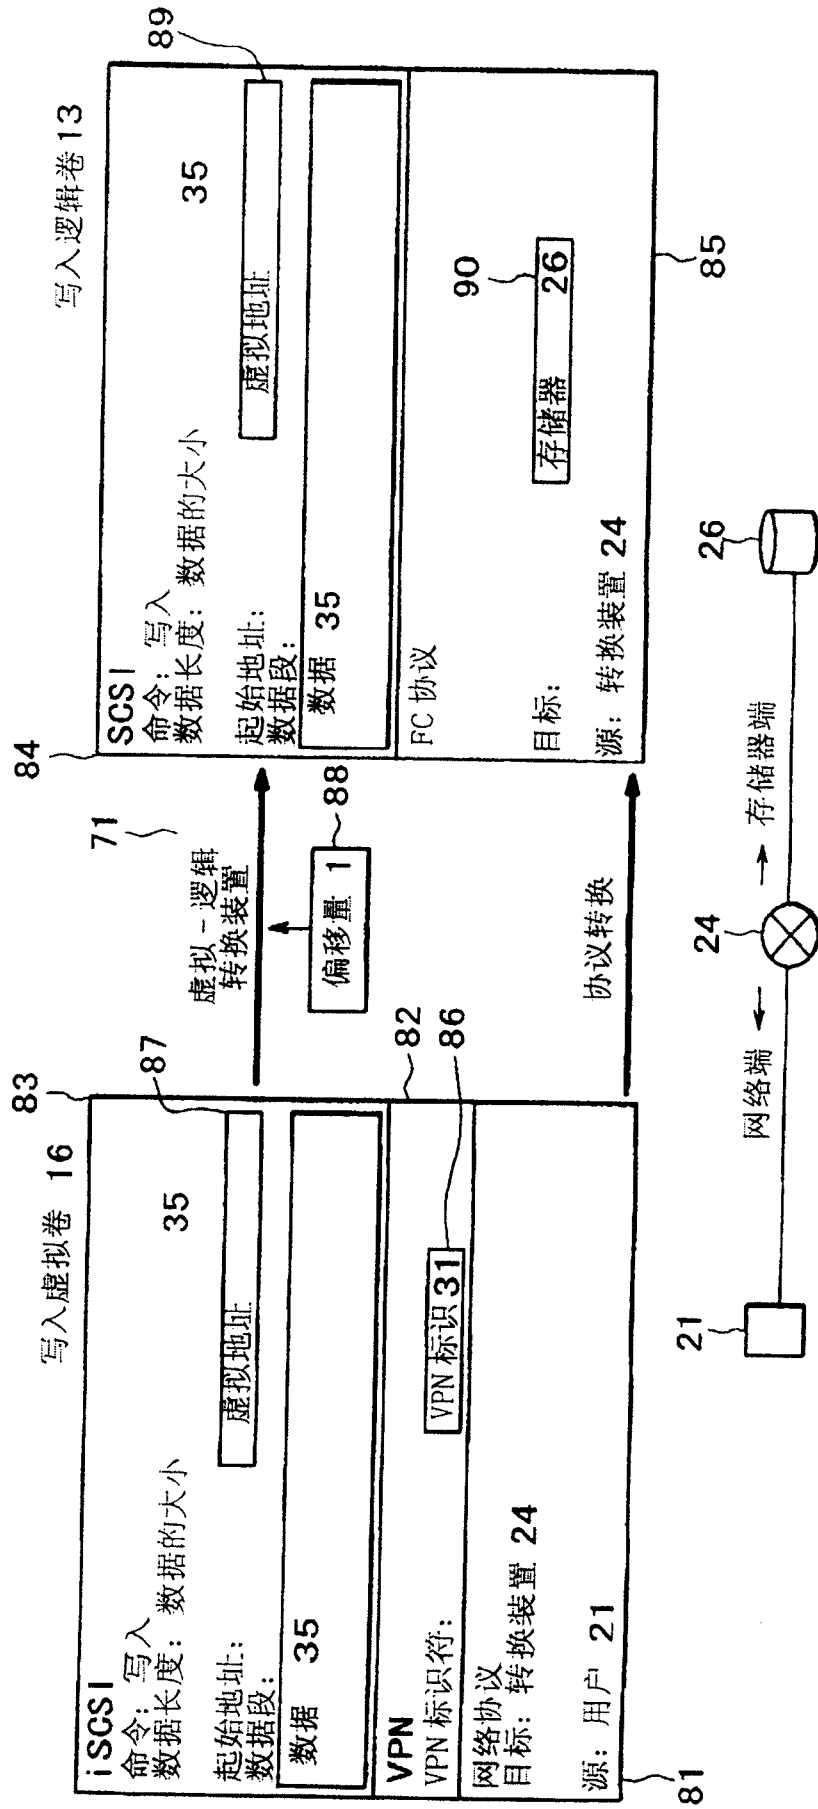 写入虚拟卷 16
83
iSCSI
命令: 写入
数据长度: 数据的大小 35
87
起始地址: 虚拟地址
数据段:
数据 35
82
VPN
VPN 标识符: VPN 标识 31
86
网络协议
目标: 转换装置 24
源: 用户 21
81
71
虚拟-逻辑
转换装置
偏移量 1
88
协议转换
写入逻辑卷 13
84
SCSI
命令: 写入
数据长度: 数据的大小 35
89
起始地址: 虚拟地址
数据段:
数据 35
FC 协议
90
目标: 存储器 26
源: 转换装置 24
85
21
网络端
24
存储器端
26